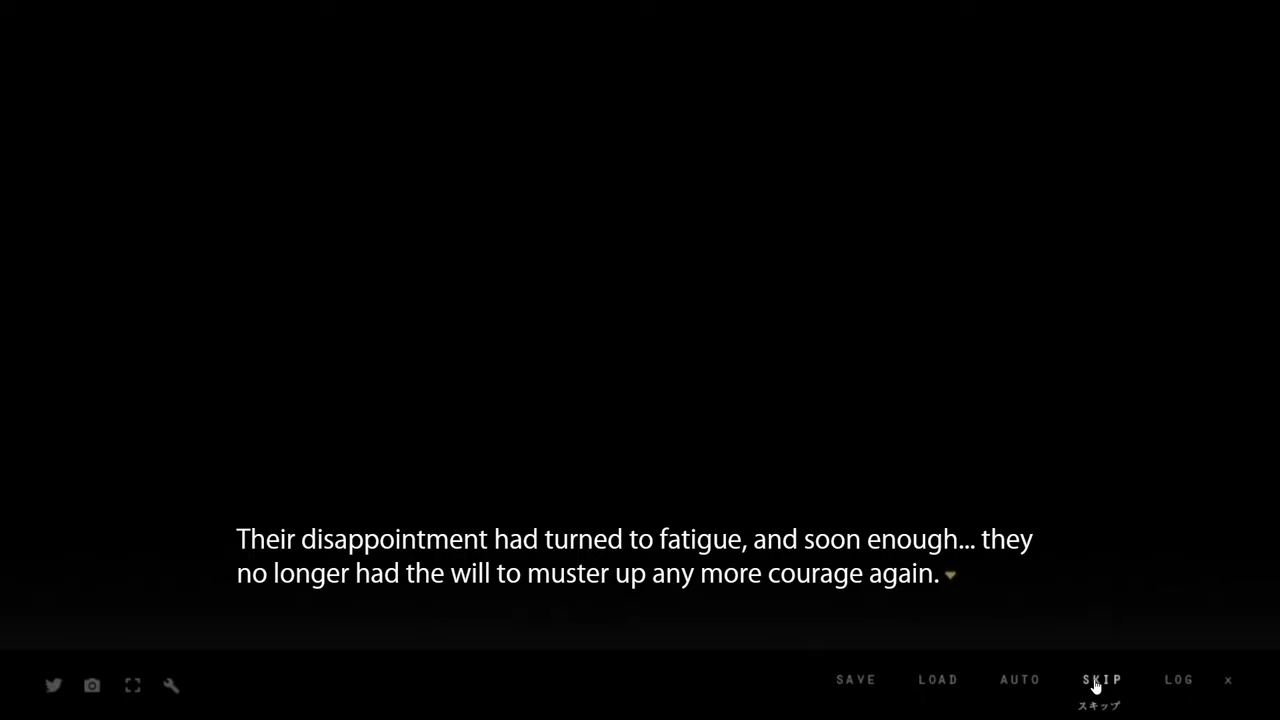 Their disappointment had turned to fatigue, and soon enough... they
no longer had the will to muster up any more courage again.
SAVE LOAD AUTO SKIP LOG ×
スキップ